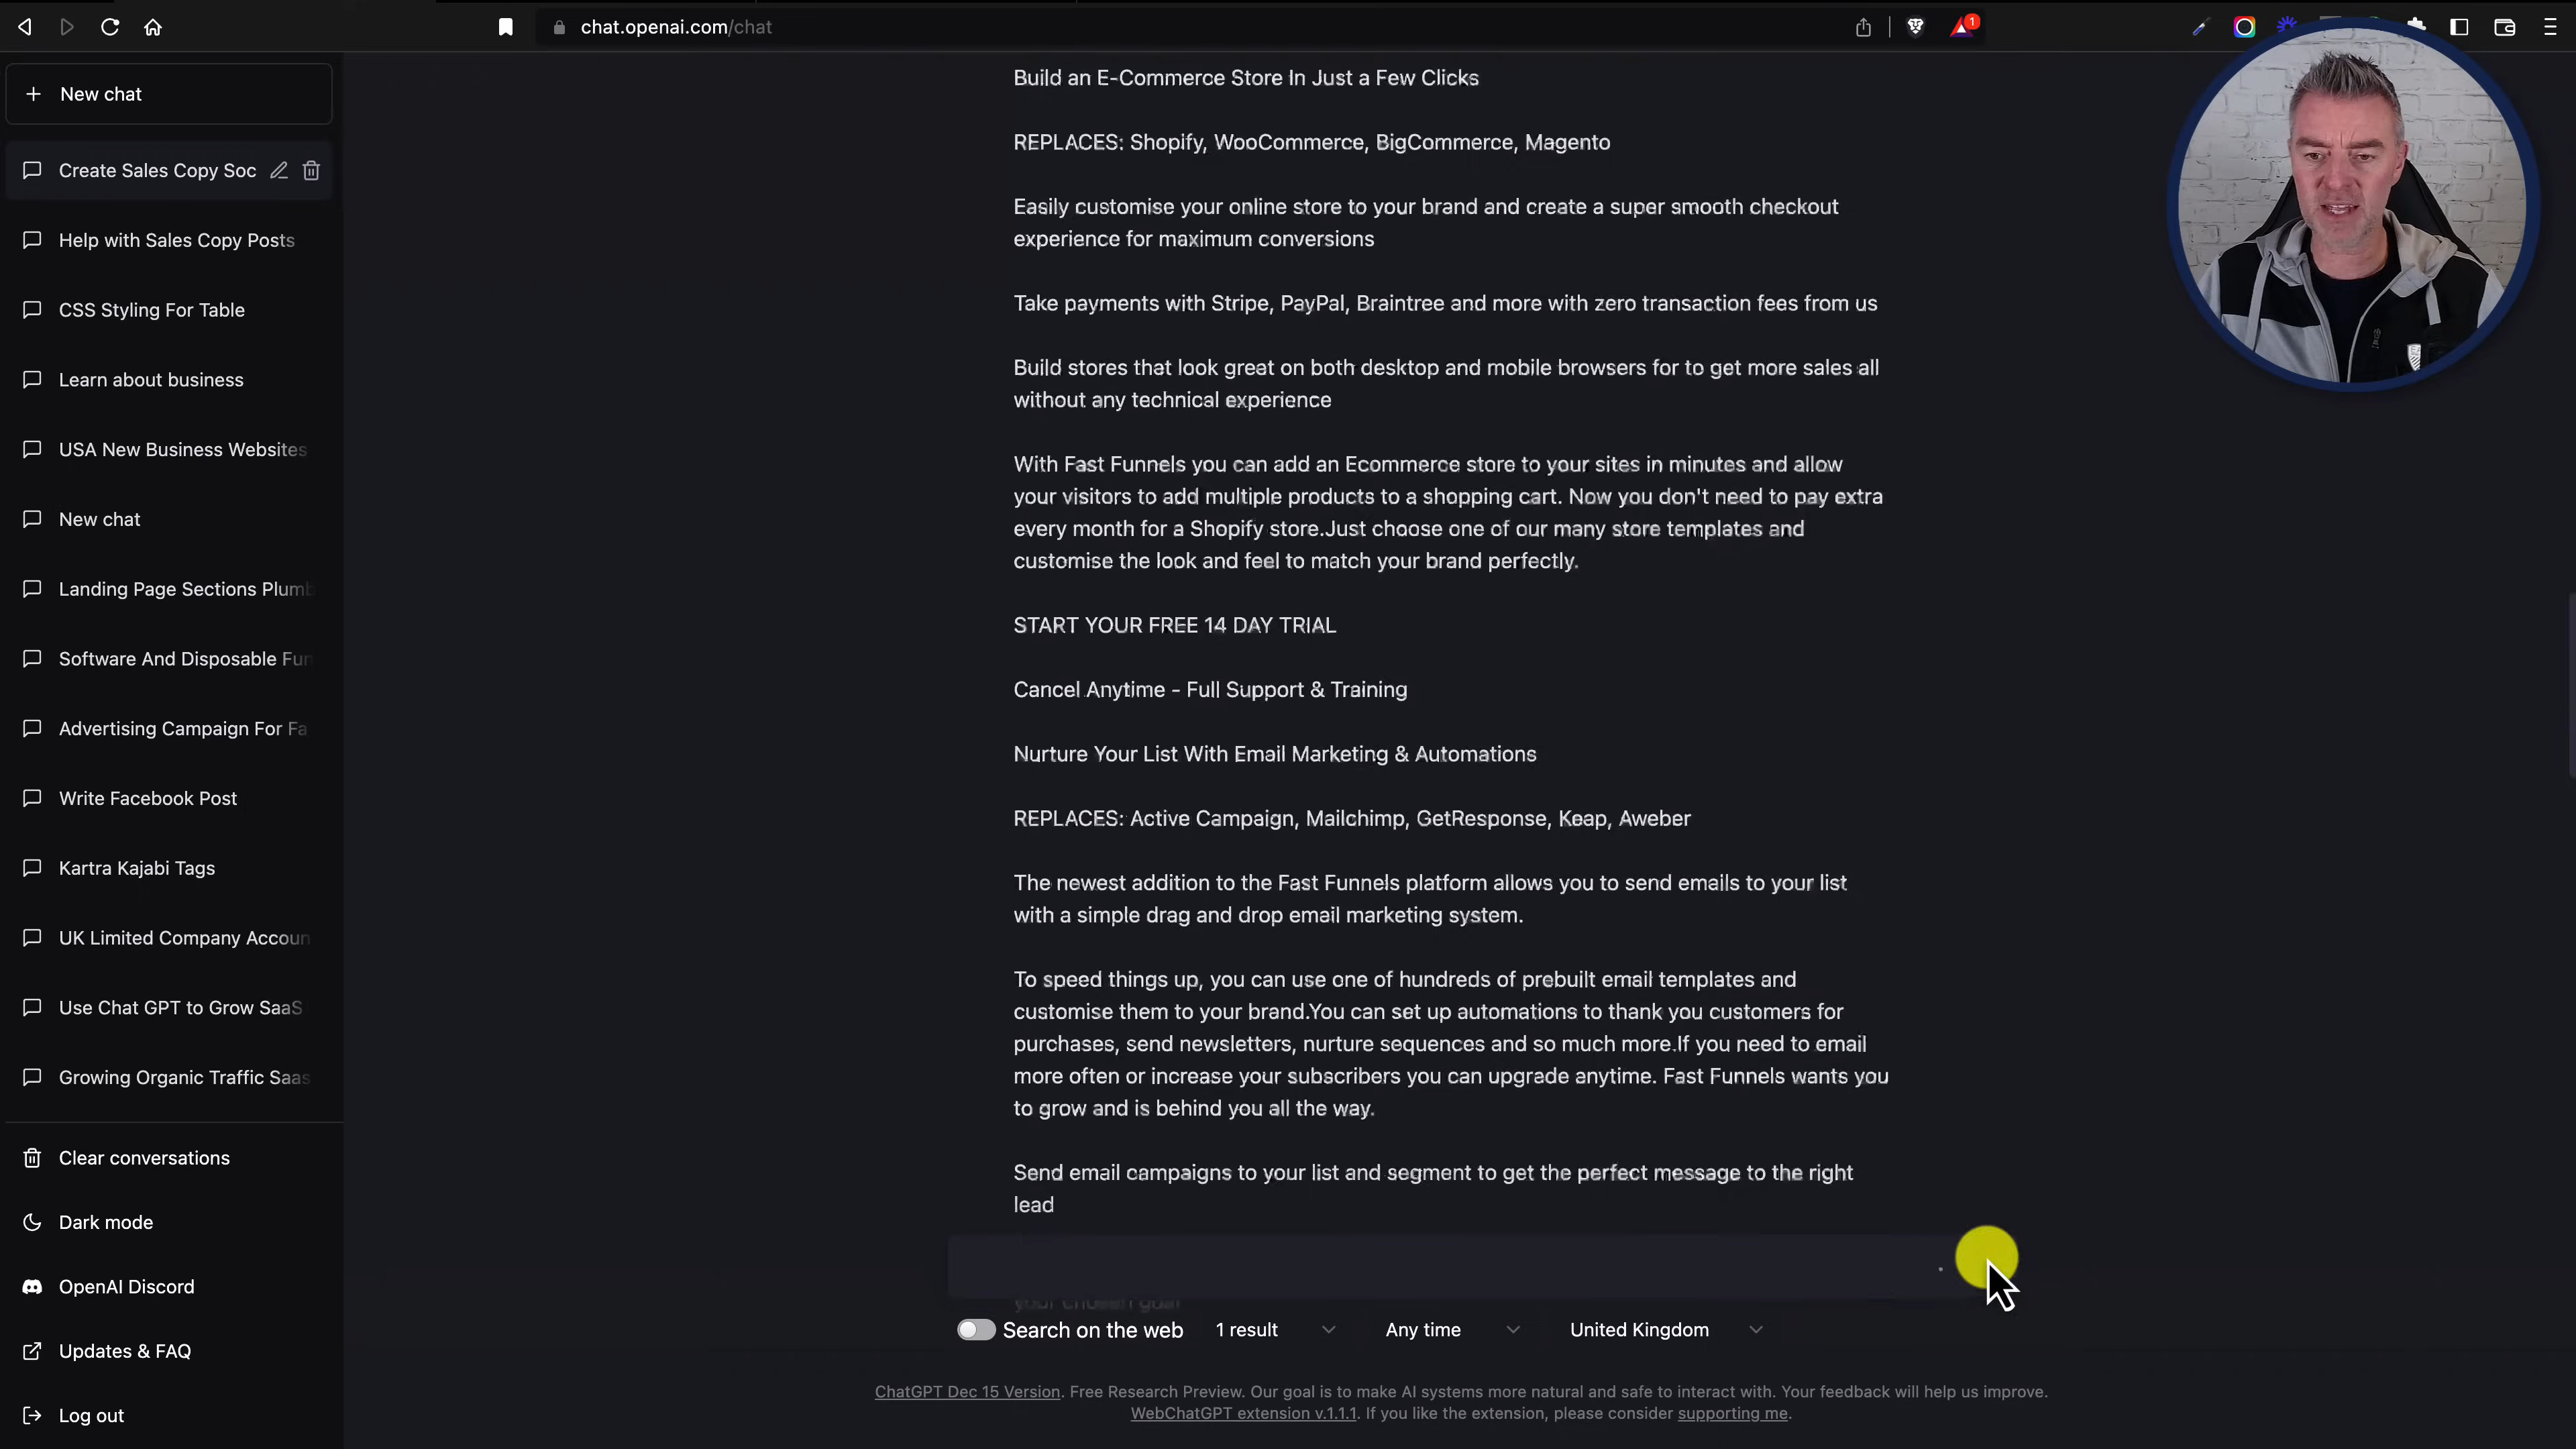 chat.openai.com/chat
1
New chat
Create Sales Copy Soc
Help with Sales Copy Posts
CSS Styling For Table
Learn about business
USA New Business Websites
New chat
Landing Page Sections Plumb
Software And Disposable Fun
Advertising Campaign For Fa
Write Facebook Post
Kartra Kajabi Tags
UK Limited Company Accoun
Use Chat GPT to Grow SaaS
Growing Organic Traffic Saas
Clear conversations
Dark mode
OpenAI Discord
Updates & FAQ
Log out
Build an E-Commerce Store In Just a Few Clicks
REPLACES: Shopify, WooCommerce, BigCommerce, Magento
Easily customise your online store to your brand and create a super smooth checkout
experience for maximum conversions
Take payments with Stripe, PayPal, Braintree and more with zero transaction fees from us
Build stores that look great on both desktop and mobile browsers for to get more sales all
without any technical experience
With Fast Funnels you can add an Ecommerce store to your sites in minutes and allow
your visitors to add multiple products to a shopping cart. Now you don't need to pay extra
every month for a Shopify store.Just choose one of our many store templates and
customise the look and feel to match your brand perfectly.
START YOUR FREE 14 DAY TRIAL
Cancel Anytime - Full Support & Training
Nurture Your List With Email Marketing & Automations
REPLACES: Active Campaign, Mailchimp, GetResponse, Keap, Aweber
The newest addition to the Fast Funnels platform allows you to send emails to your list
with a simple drag and drop email marketing system.
To speed things up, you can use one of hundreds of prebuilt email templates and
customise them to your brand.You can set up automations to thank you customers for
purchases, send newsletters, nurture sequences and so much more.If you need to email
more often or increase your subscribers you can upgrade anytime. Fast Funnels wants you
to grow and is behind you all the way.
Send email campaigns to your list and segment to get the perfect message to the right
lead
your chosen goal
Search on the web
1 result
Any time
United Kingdom
ChatGPT Dec 15 Version. Free Research Preview. Our goal is to make AI systems more natural and safe to interact with. Your feedback will help us improve.
WebChatGPT extension v.1.1.1. If you like the extension, please consider supporting me.